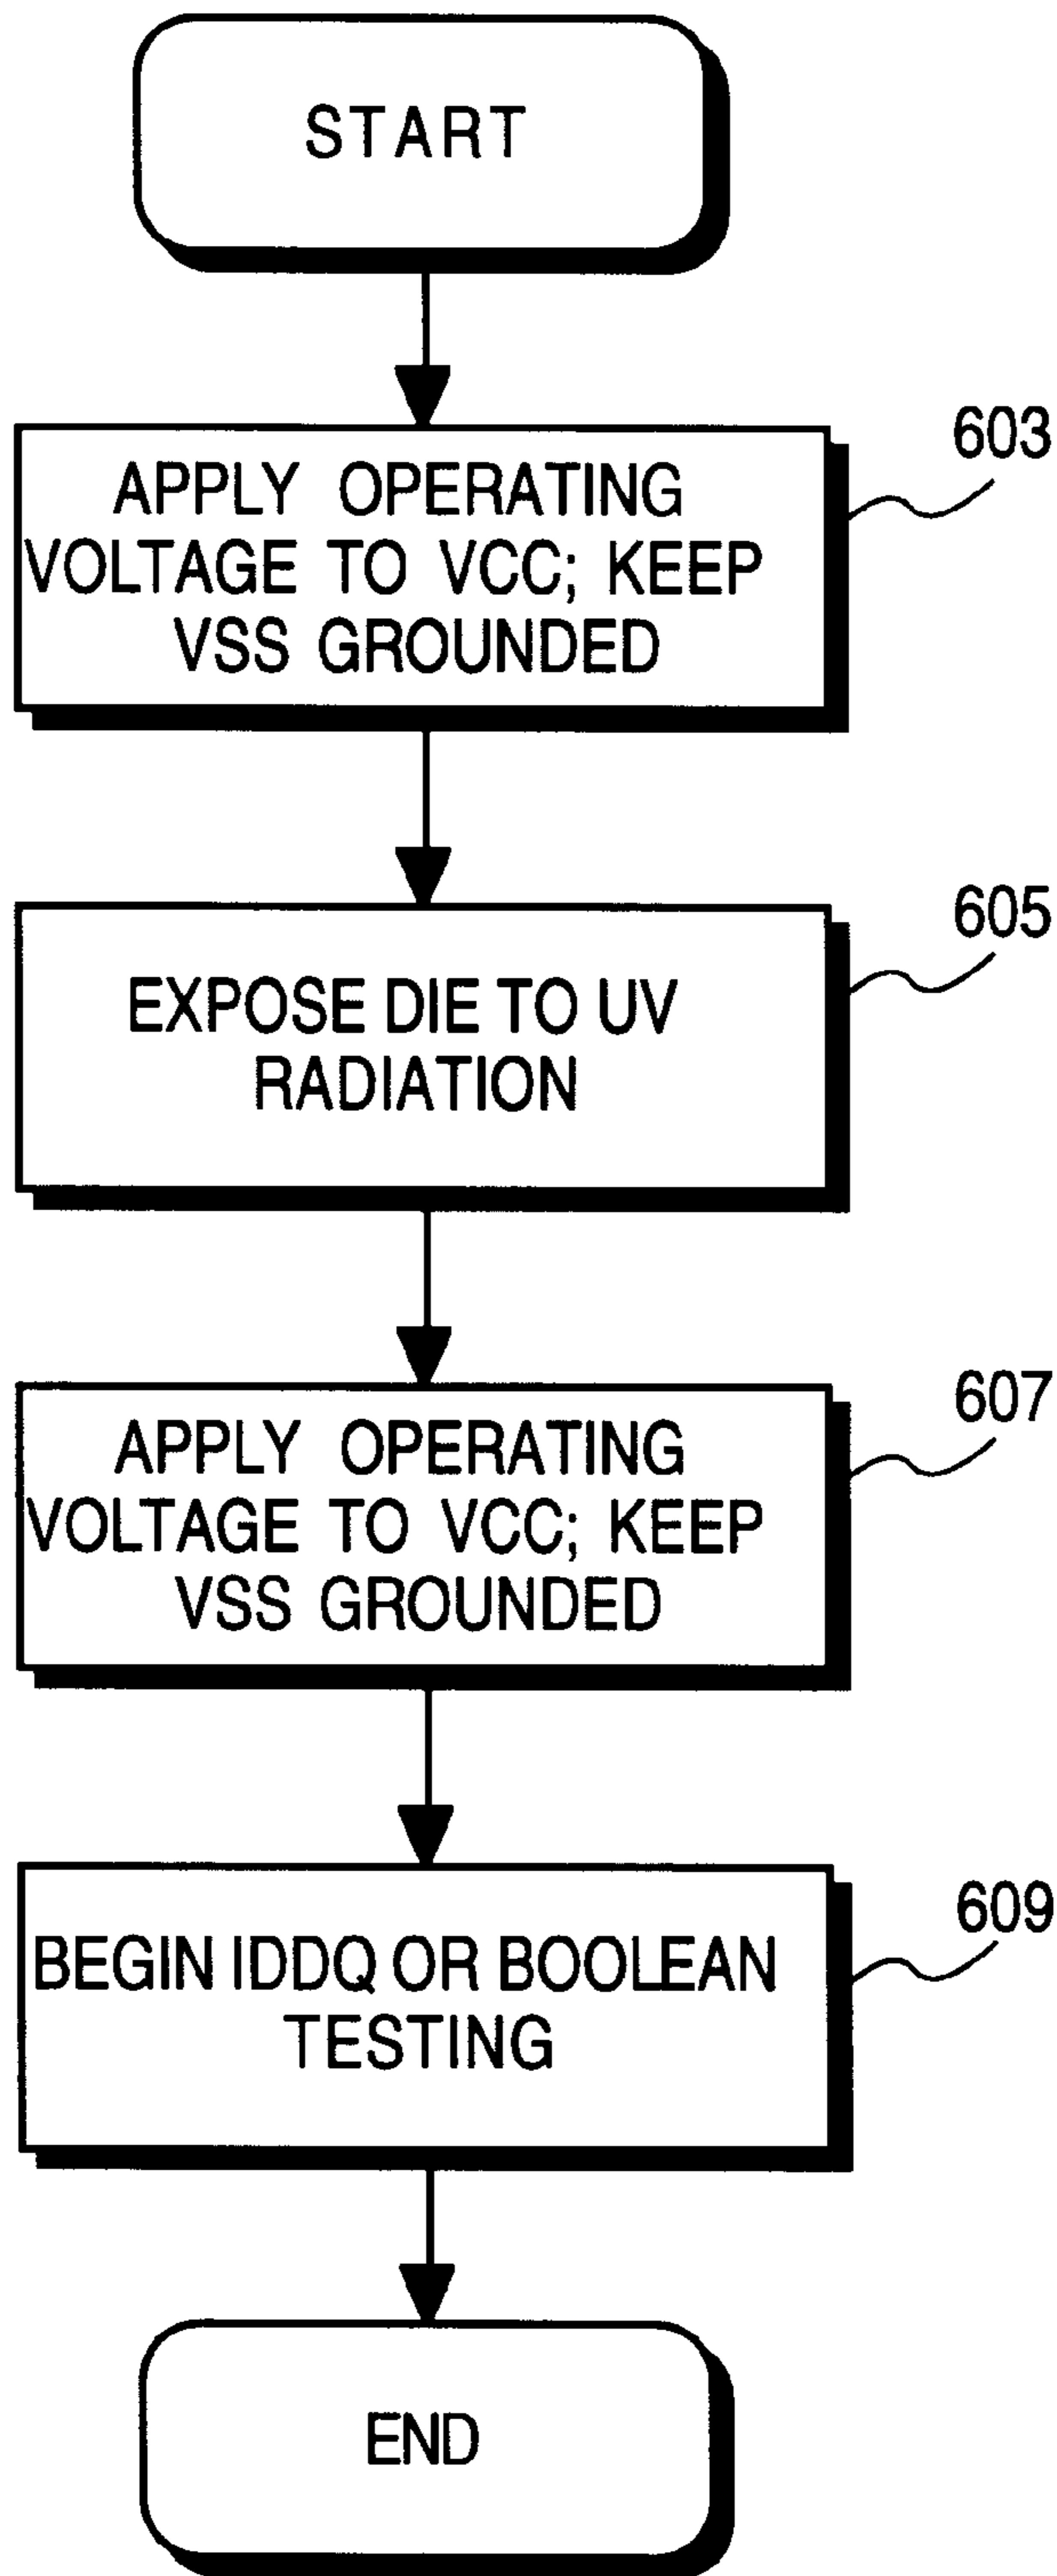 START
603
APPLY OPERATING
VOLTAGE TO VCC; KEEP
VSS GROUNDED
605
EXPOSE DIE TO UV
RADIATION
607
APPLY OPERATING
VOLTAGE TO VCC; KEEP
VSS GROUNDED
609
BEGIN IDDQ OR BOOLEAN
TESTING
END